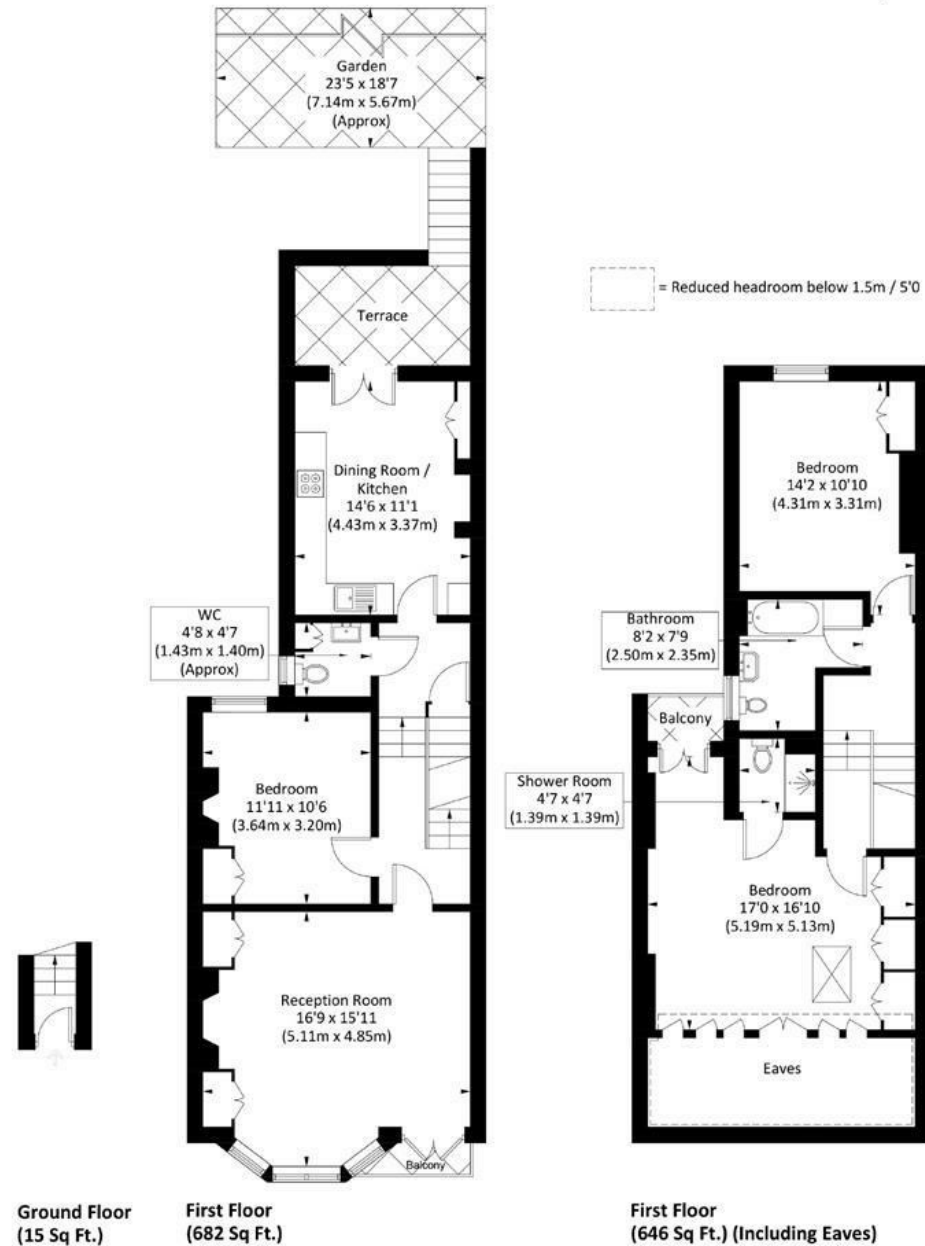 Garden
23'5 x 18'7
(7.14m x 5.67m)
(Approx)
= Reduced headroom below 1.5m / 5'0
Terrace
Dining Room /
Kitchen
14'6 x 11'1
(4.43m x 3.37m)
WC
4'8 x 4'7
(1.43m x 1.40m)
(Approx)
Bedroom
11'11 x 10'6
(3.64m x 3.20m)
Reception Room
16'9 x 15'11
(5.11m x 4.85m)
Balcony
Bedroom
14'2 x 10'10
(4.31m x 3.31m)
Bathroom
8'2 x 7'9
(2.50m x 2.35m)
Balcony
Shower Room
4'7 x 4'7
(1.39m x 1.39m)
Bedroom
17'0 x 16'10
(5.19m x 5.13m)
Eaves
Ground Floor
(15 Sq Ft.)
First Floor
(682 Sq Ft.)
First Floor
(646 Sq Ft.) (Including Eaves)